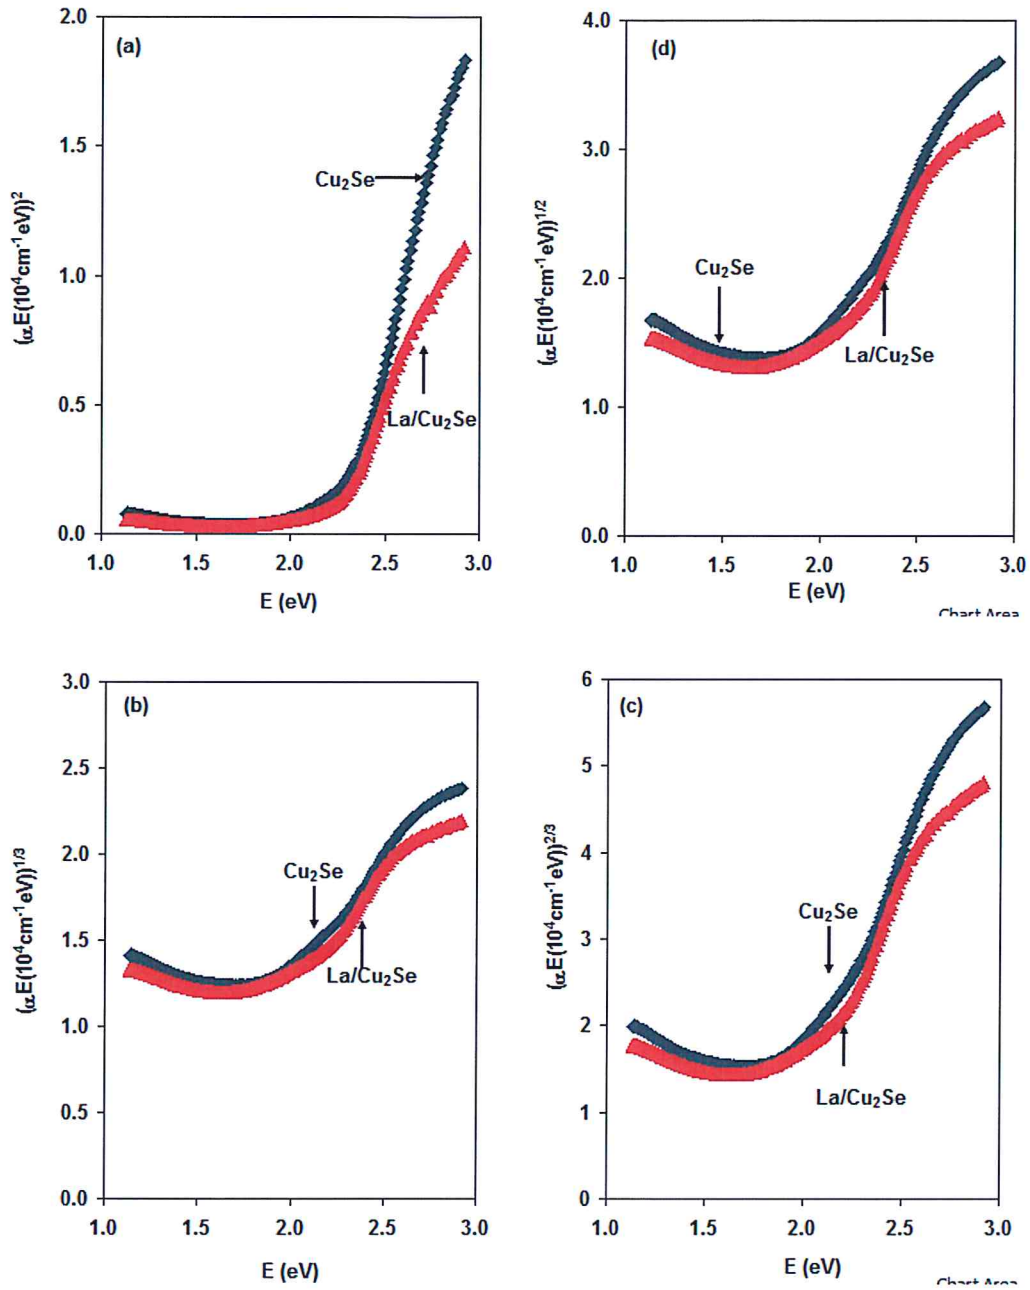 (a)
2.0
1.5
1.0
0.5
0.0
(αE(10⁴cm⁻¹eV))²
Cu₂Se
La/Cu₂Se
1.0 1.5 2.0 2.5 3.0
E (eV)
(d)
4.0
3.0
2.0
1.0
0.0
(αE(10⁴cm⁻¹eV))¹/²
Cu₂Se
La/Cu₂Se
1.0 1.5 2.0 2.5 3.0
E (eV)
Chart Area
(b)
3.0
2.5
2.0
1.5
1.0
0.5
0.0
(αE(10⁴cm⁻¹eV))¹/³
Cu₂Se
La/Cu₂Se
1.0 1.5 2.0 2.5 3.0
E (eV)
(c)
6
5
4
3
2
1
0
(αE(10⁴cm⁻¹eV))²/³
Cu₂Se
La/Cu₂Se
1.0 1.5 2.0 2.5 3.0
E (eV)
Chart Area